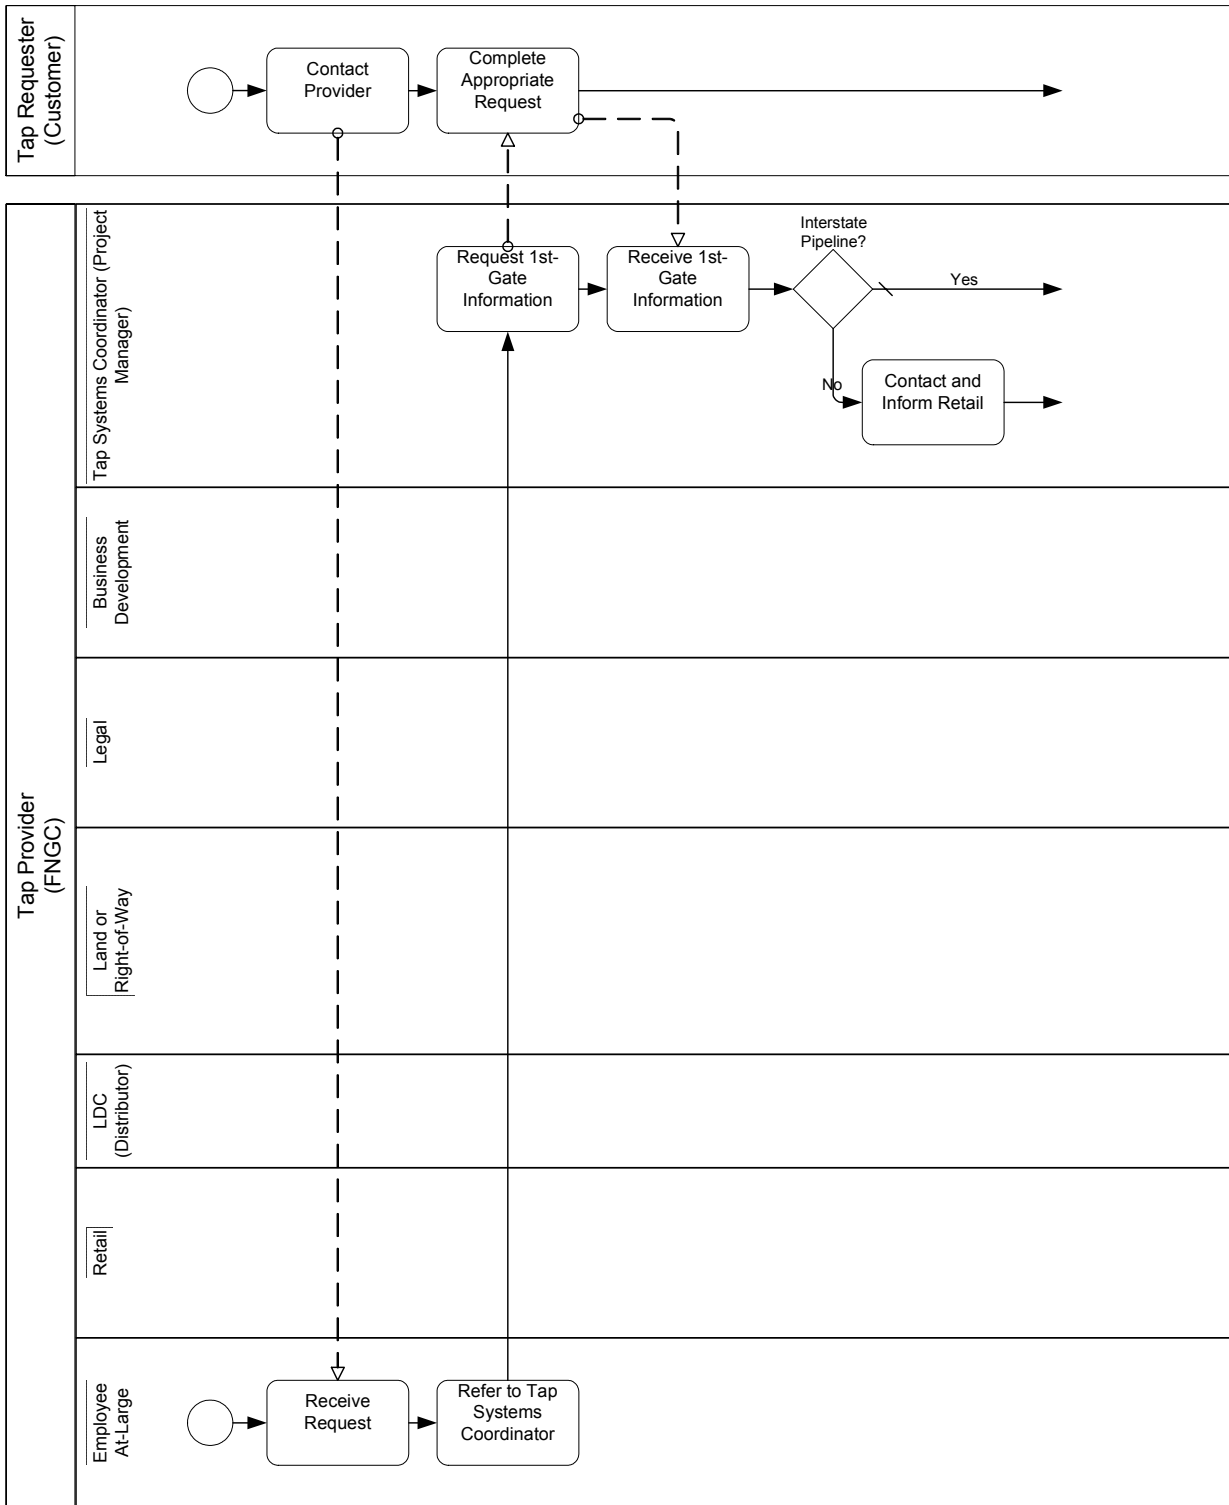 Tap Requester
(Customer)
Contact
Provider
Complete
Appropriate
Request
Tap Provider
(FNGC)
Tap Systems Coordinator (Project
Manager)
Request 1st-
Gate
Information
Receive 1st-
Gate
Information
Interstate
Pipeline?
Yes
No
Contact and
Inform Retail
Business
Development
Legal
Land or
Right-of-Way
LDC
(Distributor)
Retail
Employee
At-Large
Receive
Request
Refer to Tap
Systems
Coordinator